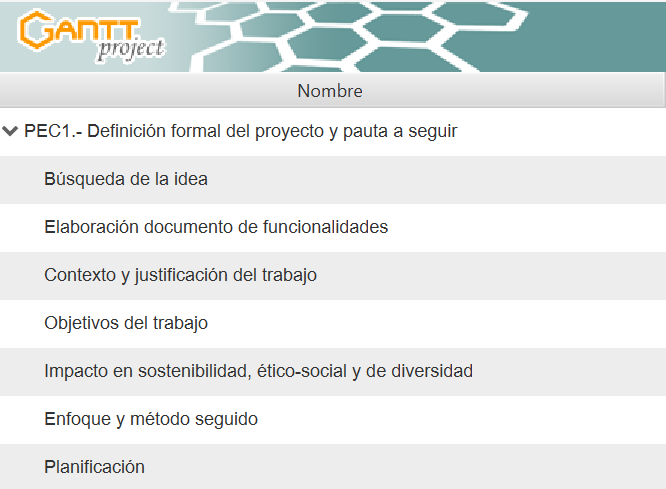 GANTT
project
Nombre
PEC1.- Definición formal del proyecto y pauta a seguir
Búsqueda de la idea
Elaboración documento de funcionalidades
Contexto y justificación del trabajo
Objetivos del trabajo
Impacto en sostenibilidad, ético-social y de diversidad
Enfoque y método seguido
Planificación